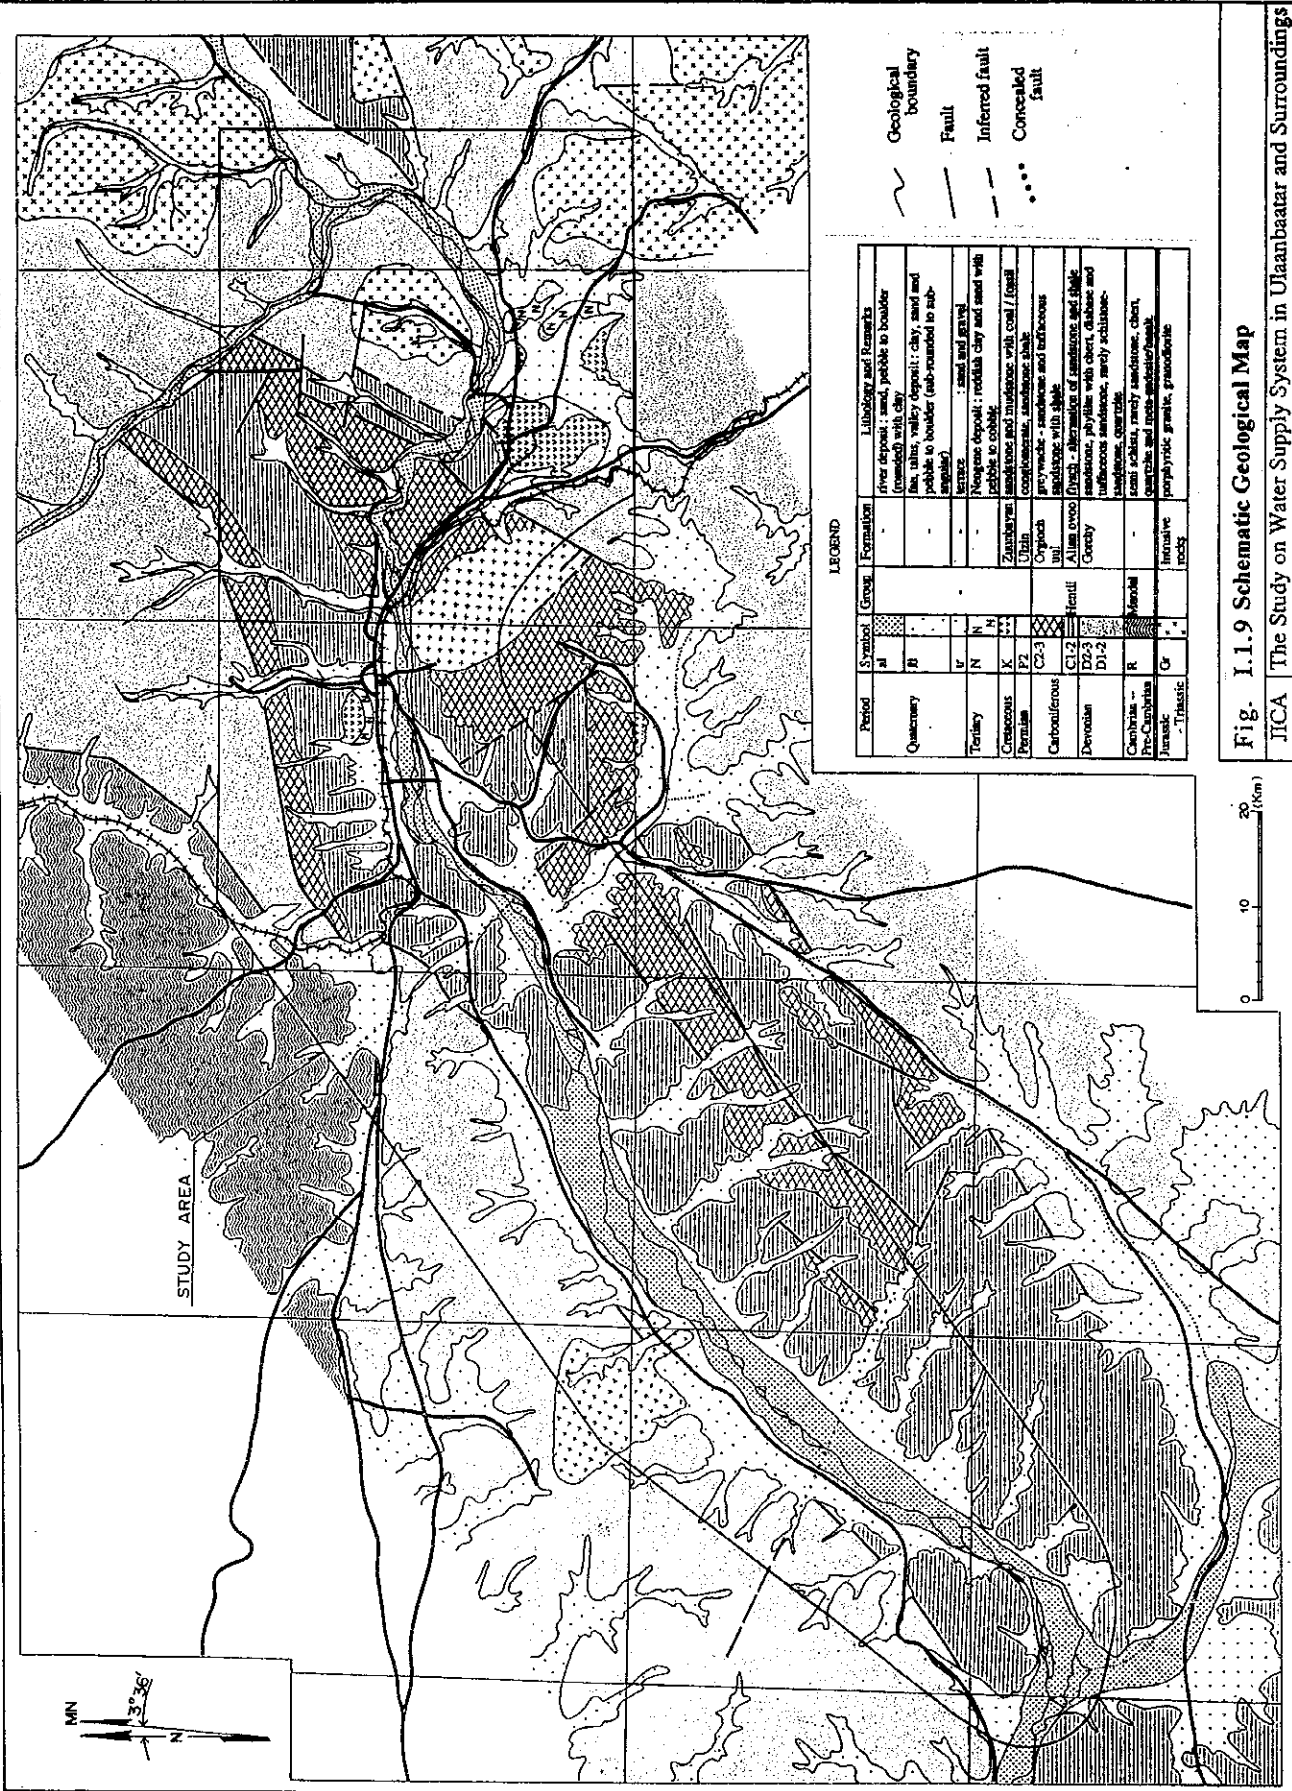 MN
3°36'
N
STUDY AREA
LEGEND
Period Symbol Group Formation Lithology and Remarks
Quaternary al - river deposit : sand, pebble to boulder
(rounded) with clay
fl - fan, talus, valley deposit : clay, sand and
pebble to boulder (sub-rounded to sub-
angular)
tr - terrace : sand and gravel
Tertiary N N - Neogene deposit : reddish clay and sand with
N pebble to cobble
Cretaceous K sandstone and mudstone with coal / fossil
Permian P2 conglomerate, sandstone shale
Carboniferous C2-3 Hentii Orgioch greywacke - sandstone and tuffaceous
uul sandstone with shale
C1-2 Altan ovoo flysch - alternation of sandstone and shale
Devonian D2-3 Gorchy sandstone, phyllite with chert, diabase and
D1-2 tuffaceous sandstone, rarely schistose-
sandstone, quartzite
Cambrian -- R Mandal - semi schist, rarely sandstone, chert,
Pre-Cambrian quartzite and
Jurassic Gr Intrusive porphyritic granite, granodiorite
- Triassic rocks
Geological
boundary
Fault
Inferred fault
Concealed
fault
0 10 20
(Km)
Fig- I.1.9 Schematic Geological Map
JICA The Study on Water Supply System in Ulaanbaatar and Surroundings